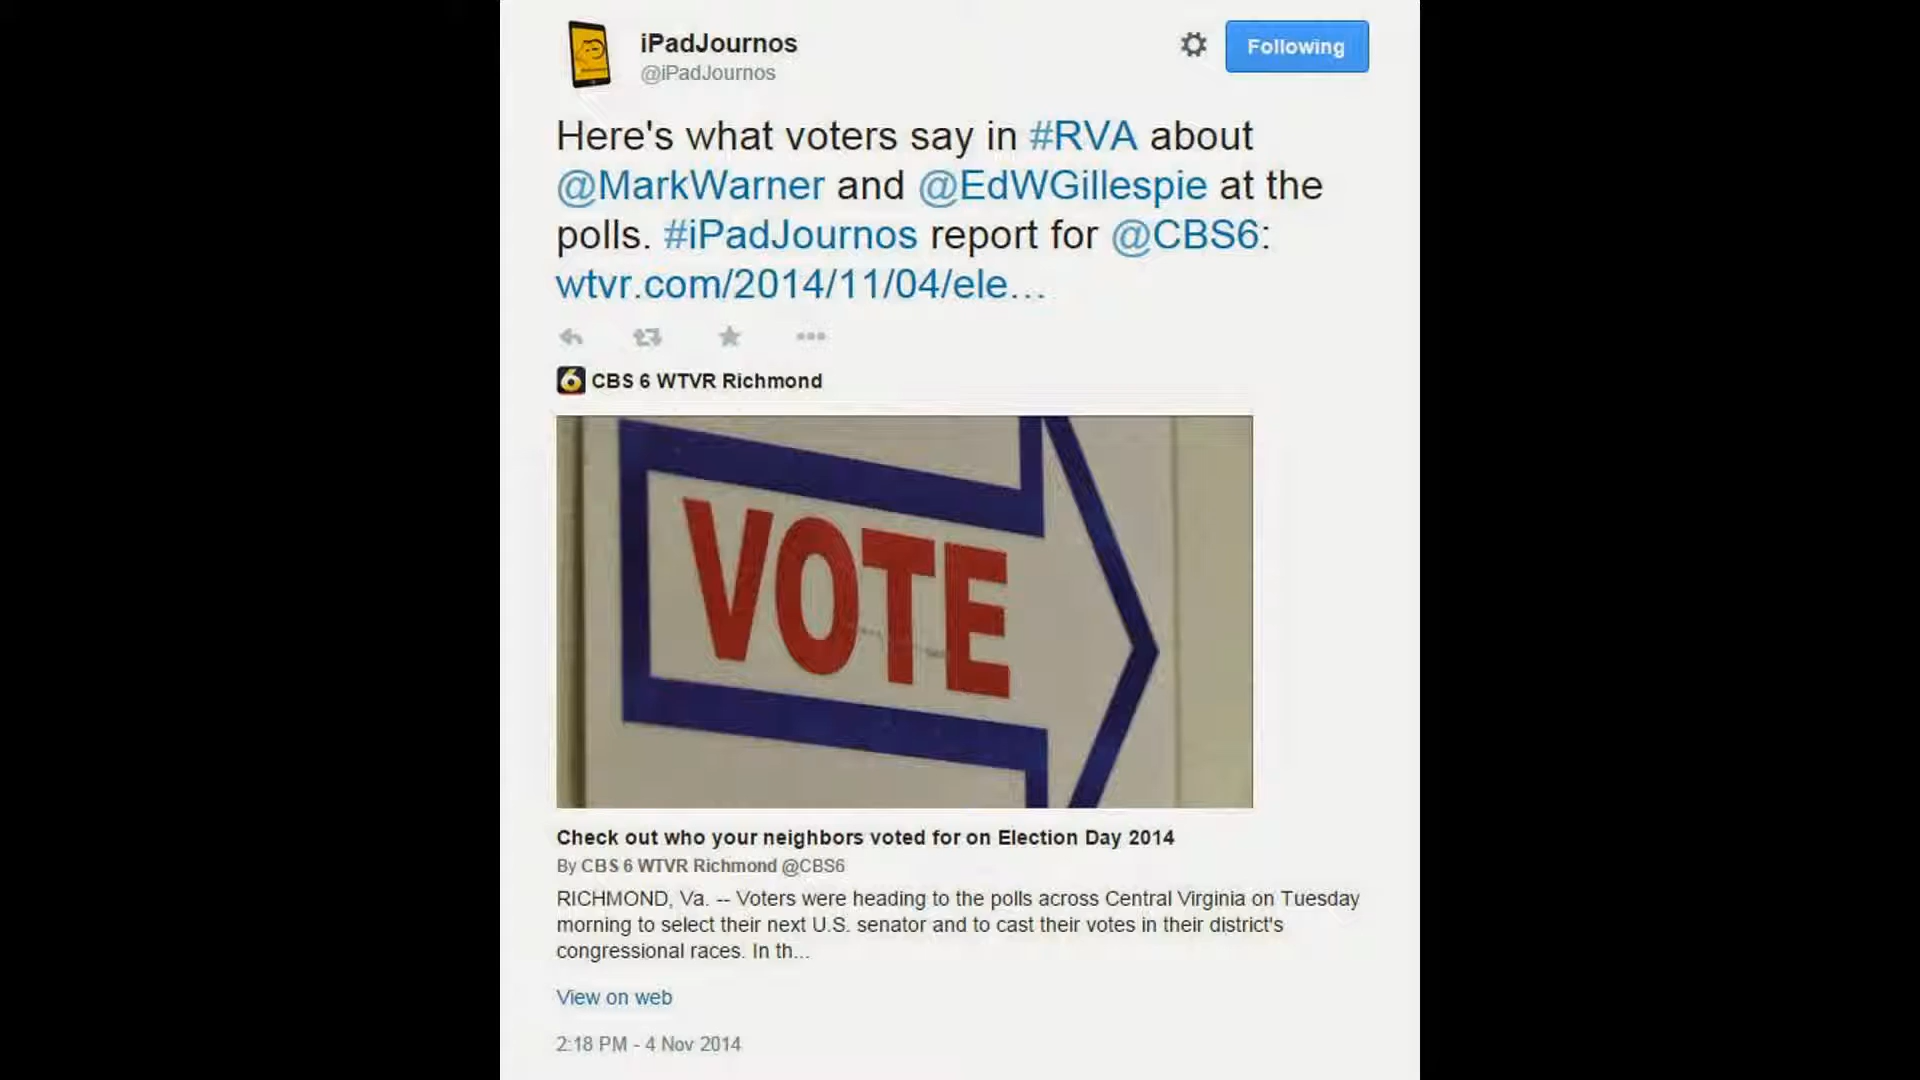 iPadJournos
@iPadJournos
Following
Here's what voters say in #RVA about
@MarkWarner and @EdWGillespie at the
polls. #iPadJournos report for @CBS6:
wtvr.com/2014/11/04/ele...
6 CBS 6 WTVR Richmond
VOTE
Check out who your neighbors voted for on Election Day 2014
By CBS 6 WTVR Richmond @CBS6
RICHMOND, Va. -- Voters were heading to the polls across Central Virginia on Tuesday
morning to select their next U.S. senator and to cast their votes in their district's
congressional races. In th...
View on web
2:18 PM - 4 Nov 2014